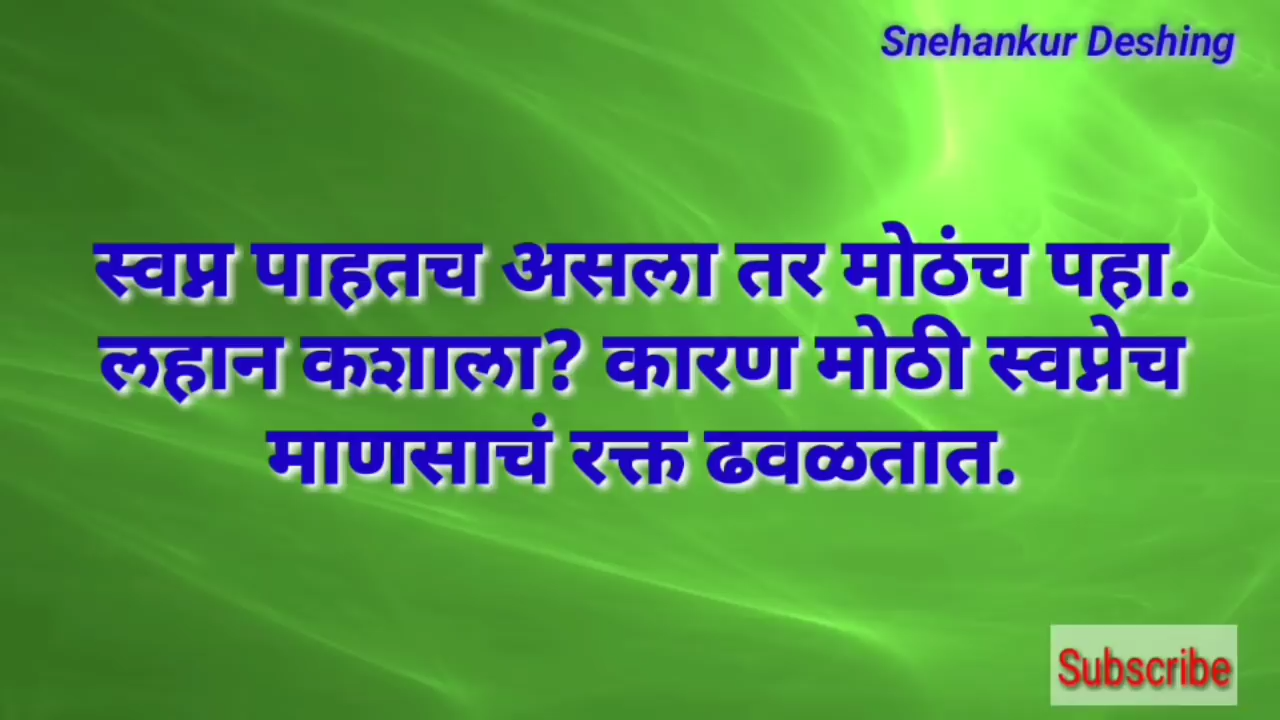 Snehankur Deshing
स्वप्न पाहतच असला तर मोठंच पहा.
लहान कशाला? कारण मोठी स्वप्नेच
माणसाचं रक्त ढवळतात.
Subscribe